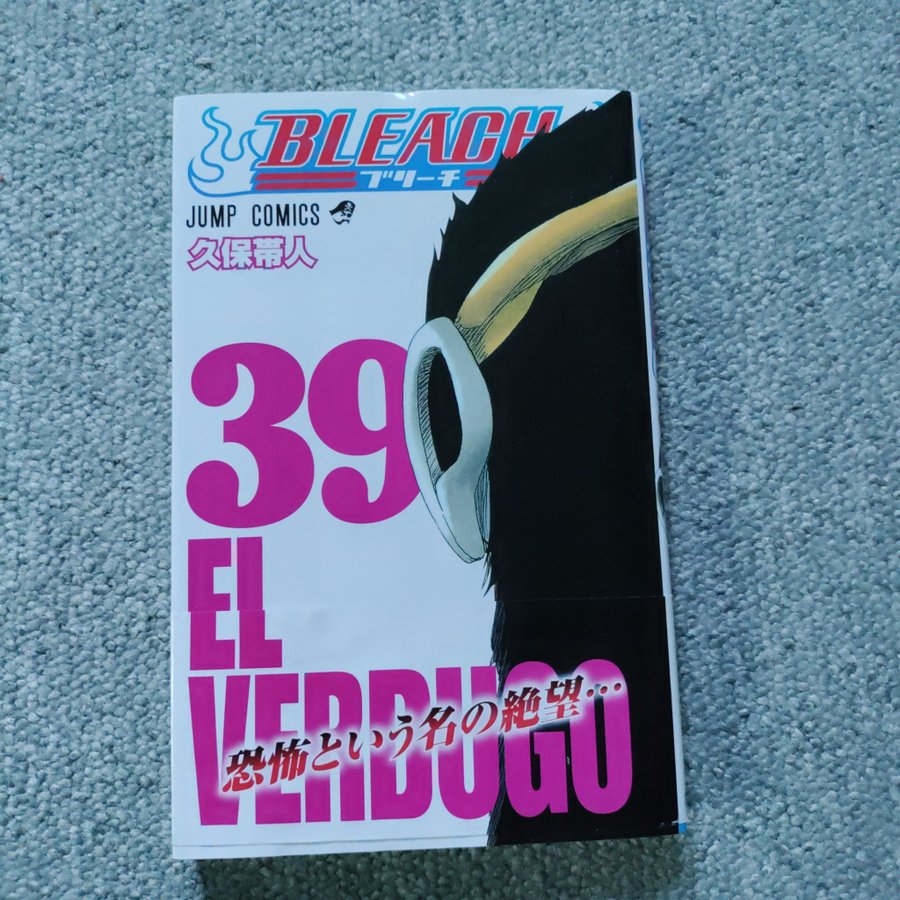 BLEACH
ブリーチ
JUMP COMICS
久保帯人
39
EL
VERDUGO
恐怖という名の絶望…